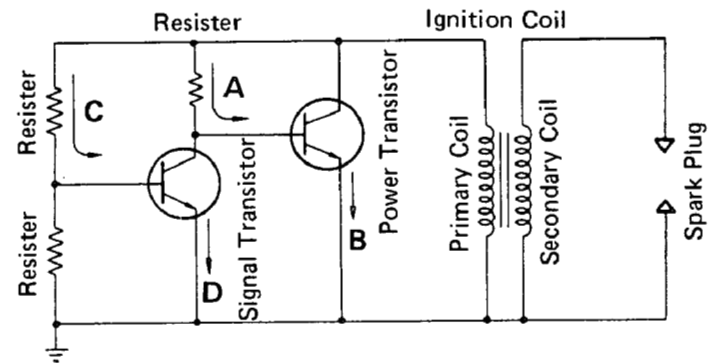 Resister
Ignition Coil
Resister
C
A
Power Transistor
Signal Transistor
Primary Coil
Secondary Coil
Spark Plug
Resister
B
D